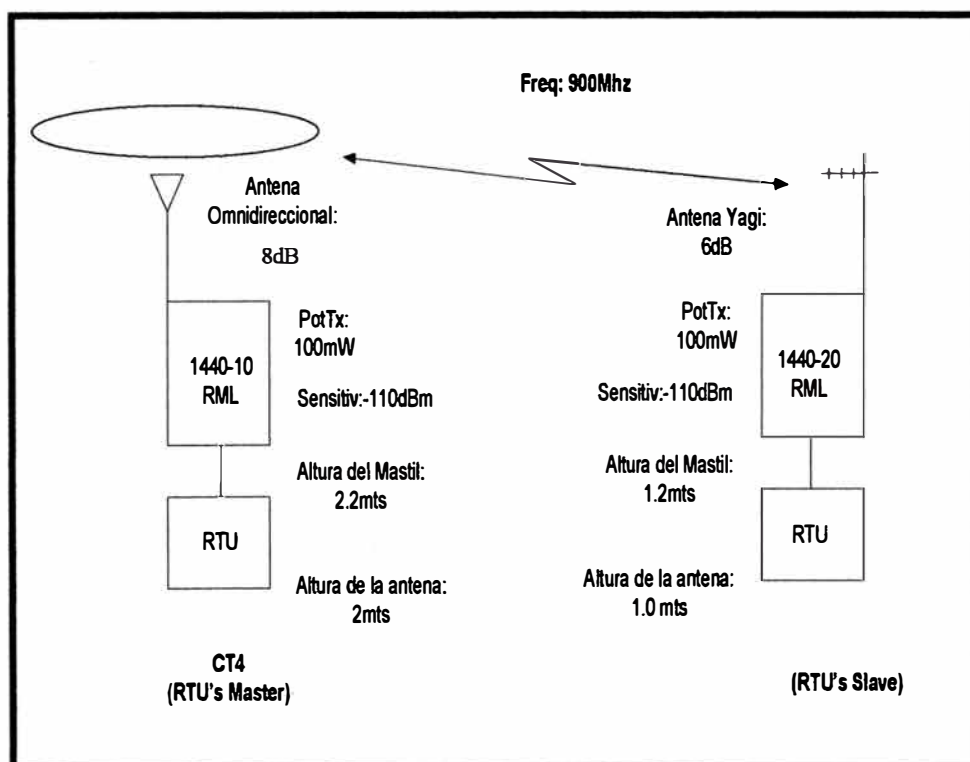 Freq: 900Mhz
Antena
Omnidireccional:
8dB
Antena Yagi:
6dB
1440-10
RML
PotTx:
100mW
Sensitiv:-110dBm
PotTx:
100mW
Sensitiv:-110dBm
1440-20
RML
Altura del Mastil:
2.2mts
Altura del Mastil:
1.2mts
RTU
RTU
Altura de la antena:
2mts
Altura de la antena:
1.0 mts
CT4
(RTU's Master)
(RTU's Slave)